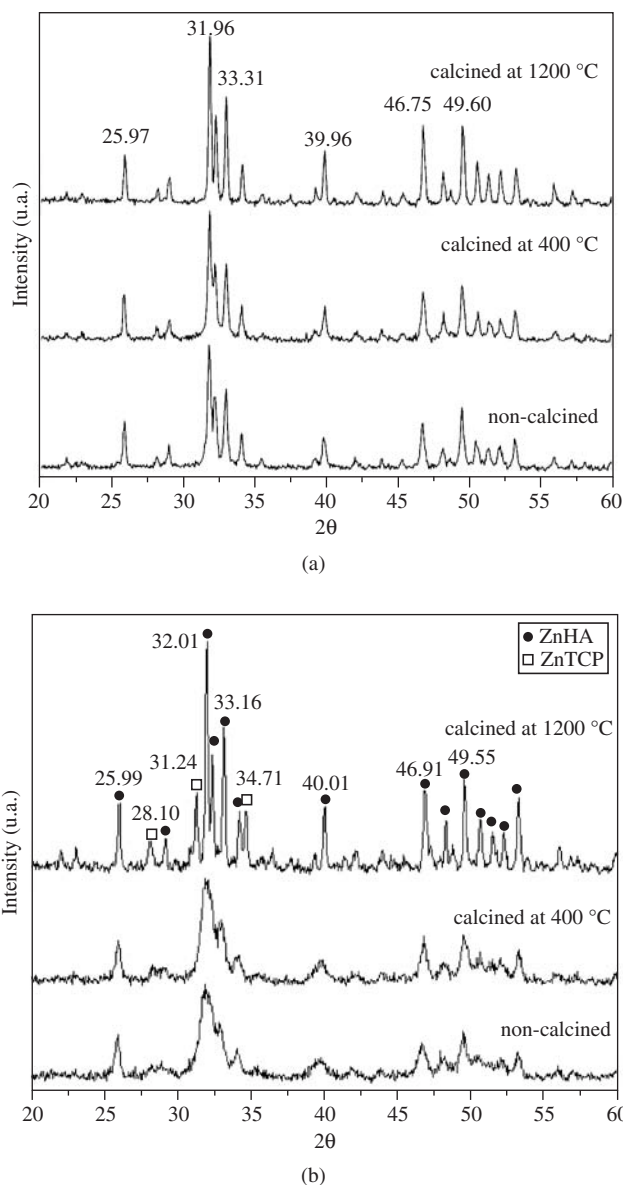 31.96
calcined at 1200 °C
33.31
46.75 49.60
25.97
39.96
calcined at 400 °C
non-calcined
Intensity (u.a.)
20 25 30 35 40 45 50 55 60
2θ
(a)
32.01
ZnHA
ZnTCP
33.16
calcined at 1200 °C
31.24
34.71
49.55
46.91
25.99
40.01
28.10
calcined at 400 °C
non-calcined
Intensity (u.a.)
20 25 30 35 40 45 50 55 60
2θ
(b)